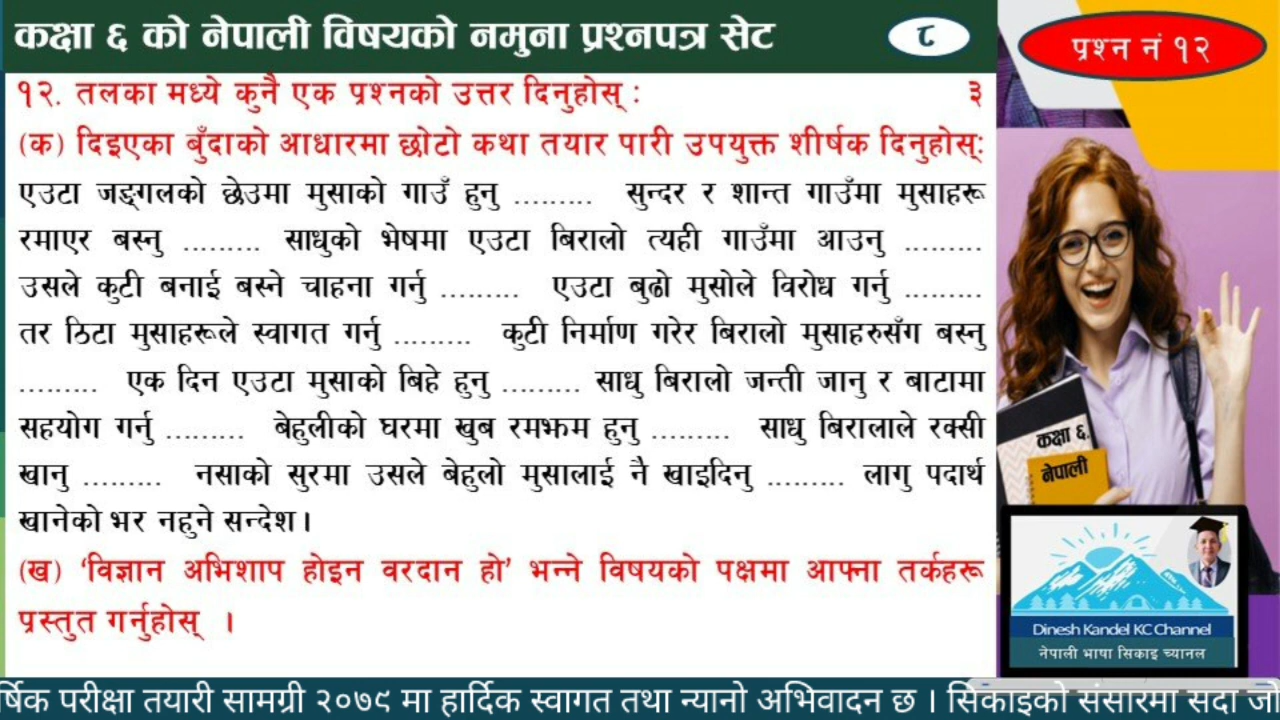 कक्षा ६ को नेपाली विषयको नमुना प्रश्नपत्र सेट ८
प्रश्न नं १२
१२. तलका मध्ये कुनै एक प्रश्नको उत्तर दिनुहोस् : ३
(क) दिइएका बुँदाको आधारमा छोटो कथा तयार पारी उपयुक्त शीर्षक दिनुहोस्:
एउटा जङ्गलको छेउमा मुसाको गाउँ हुनु ......... सुन्दर र शान्त गाउँमा मुसाहरू
रमाएर बस्नु ......... साधुको भेषमा एउटा बिरालो त्यही गाउँमा आउनु .........
उसले कुटी बनाई बस्ने चाहना गर्नु ......... एउटा बुढो मुसोले विरोध गर्नु .........
तर ठिटा मुसाहरूले स्वागत गर्नु ......... कुटी निर्माण गरेर बिरालो मुसाहरुसँग बस्नु
......... एक दिन एउटा मुसाको बिहे हुनु ......... साधु बिरालो जन्ती जानु र बाटामा
सहयोग गर्नु ......... बेहुलीको घरमा खुब रमझम हुनु ......... साधु बिरालाले रक्सी
खानु ......... नसाको सुरमा उसले बेहुलो मुसालाई नै खाइदिनु ......... लागु पदार्थ
खानेको भर नहुने सन्देश।
(ख) ‘विज्ञान अभिशाप होइन वरदान हो’ भन्ने विषयको पक्षमा आफ्ना तर्कहरू
प्रस्तुत गर्नुहोस् ।
कक्षा ६.
नेपाली
Dinesh Kandel KC Channel
नेपाली भाषा सिकाइ च्यानल
र्षिक परीक्षा तयारी सामग्री २०७९ मा हार्दिक स्वागत तथा न्यानो अभिवादन छ । सिकाइको संसारमा सदा जो